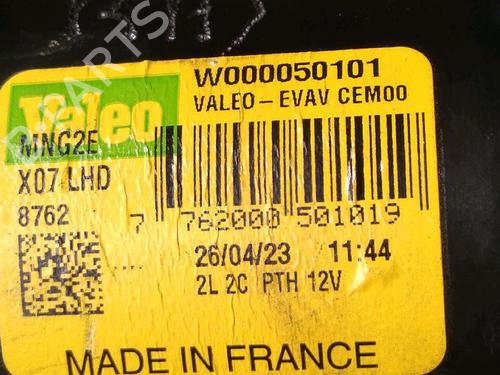 W000050101
Valeo
VALEO-EVAV CEM00
MNG2E
X07 LHD
8762
7 762000 501019
26/04/23 11:44
2L 2C PTH 12V
MADE IN FRANCE